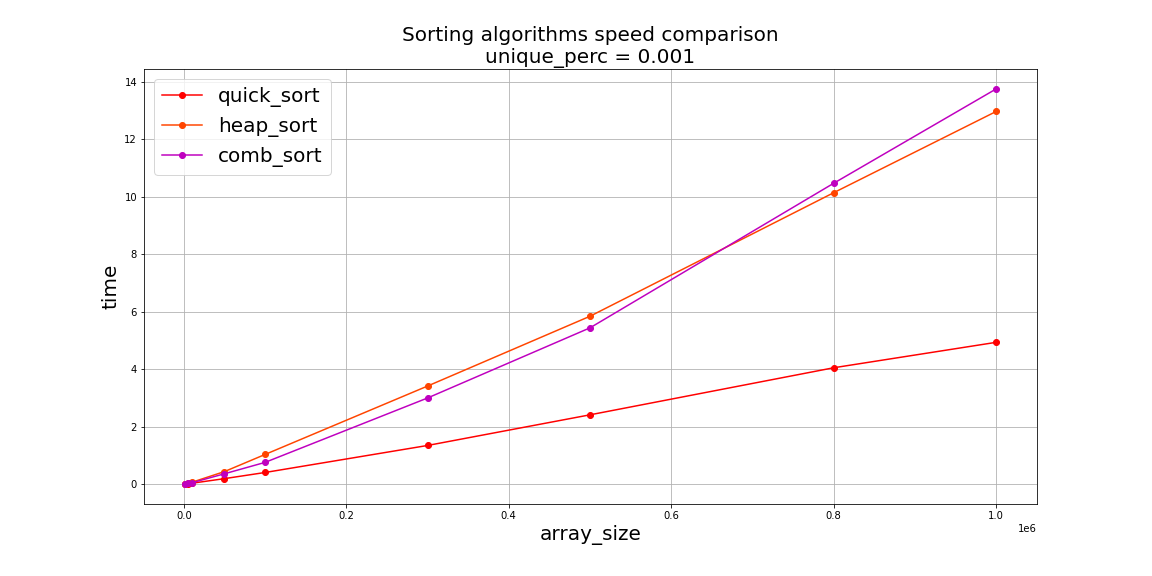 Sorting algorithms speed comparison
unique_perc = 0.001
quick_sort
heap_sort
comb_sort
time
14
12
10
8
6
4
2
0
0.0 0.2 0.4 0.6 0.8 1.0
1e6
array_size